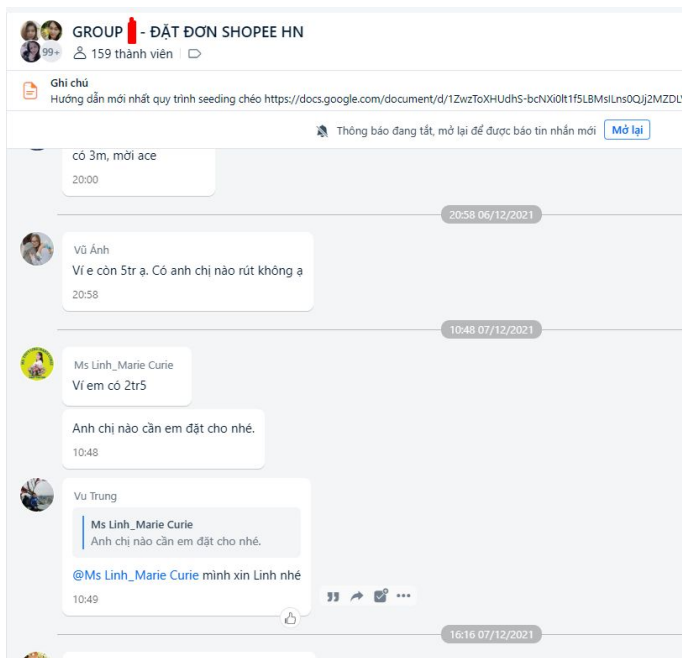 GROUP - ĐẶT ĐƠN SHOPEE HN
99+
159 thành viên
Ghi chú
Hướng dẫn mới nhất quy trình seeding chéo https://docs.google.com/document/d/1ZwzToXHUdhS-bcNXi0lt1f5LBMsILns0QJj2MZDL
Thông báo đang tắt, mở lại để được báo tin nhắn mới Mở lại
có 3m, mời ace
20:00
20:58 06/12/2021
Vũ Ánh
Ví e còn 5tr ạ. Có anh chị nào rút không ạ
20:58
10:48 07/12/2021
Ms Linh_Marie Curie
Ví em có 2tr5
Anh chị nào cần em đặt cho nhé.
10:48
Vu Trung
Ms Linh_Marie Curie
Anh chị nào cần em đặt cho nhé.
@Ms Linh_Marie Curie mình xin Linh nhé
10:49
16:16 07/12/2021